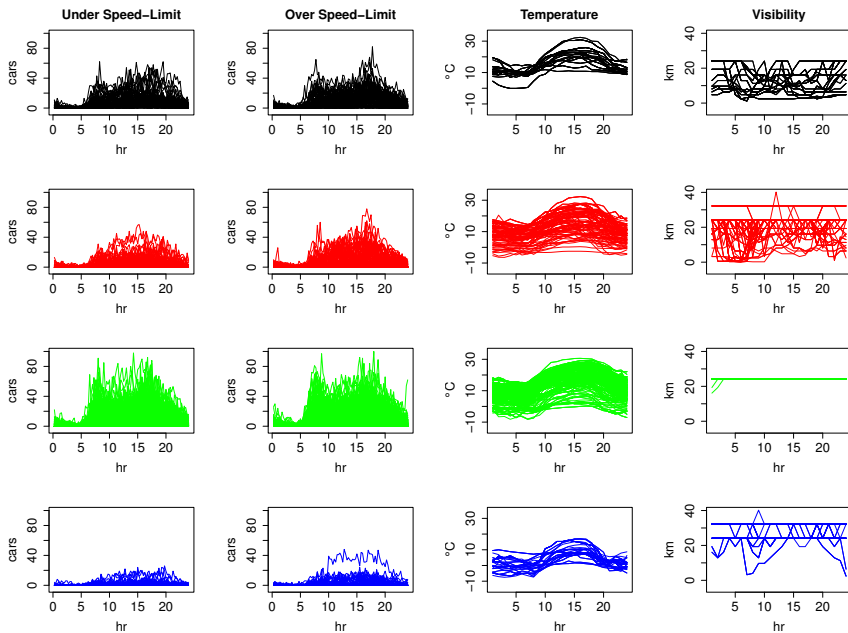 Under Speed−Limit
Over Speed−Limit
Temperature
Visibility
cars
0 40 80
0 5 10 15 20
hr
cars
0 40 80
0 5 10 15 20
hr
°C
−10 10 30
5 10 15 20
hr
km
0 20 40
5 10 15 20
hr
cars
0 40 80
0 5 10 15 20
hr
cars
0 40 80
0 5 10 15 20
hr
°C
−10 10 30
5 10 15 20
hr
km
0 20 40
5 10 15 20
hr
cars
0 40 80
0 5 10 15 20
hr
cars
0 40 80
0 5 10 15 20
hr
°C
−10 10 30
5 10 15 20
hr
km
0 20 40
5 10 15 20
hr
cars
0 40 80
0 5 10 15 20
hr
cars
0 40 80
0 5 10 15 20
hr
°C
−10 10 30
5 10 15 20
hr
km
0 20 40
5 10 15 20
hr